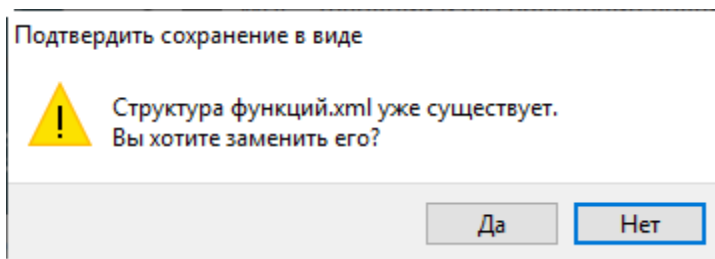 Подтвердить сохранение в виде
Структура функций.xml уже существует.
Вы хотите заменить его?
Да
Нет